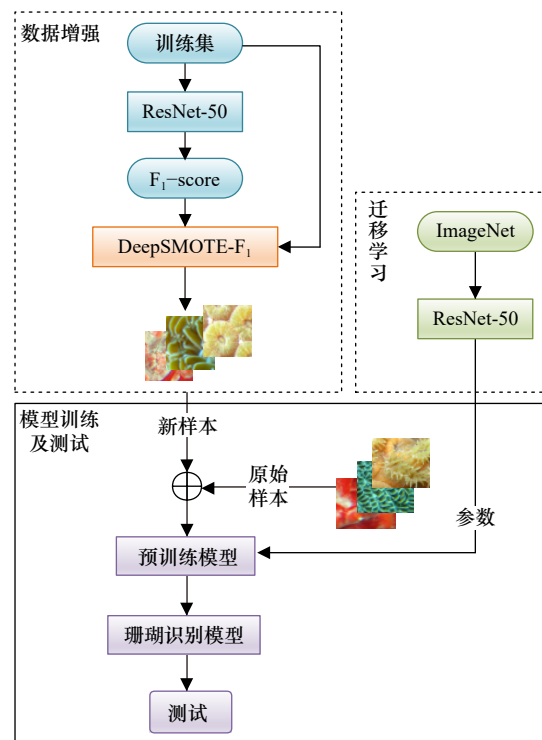 数据增强
训练集
ResNet-50
F₁−score
DeepSMOTE-F₁
迁移学习
ImageNet
ResNet-50
模型训练
及测试
新样本
原始
样本
参数
预训练模型
珊瑚识别模型
测试